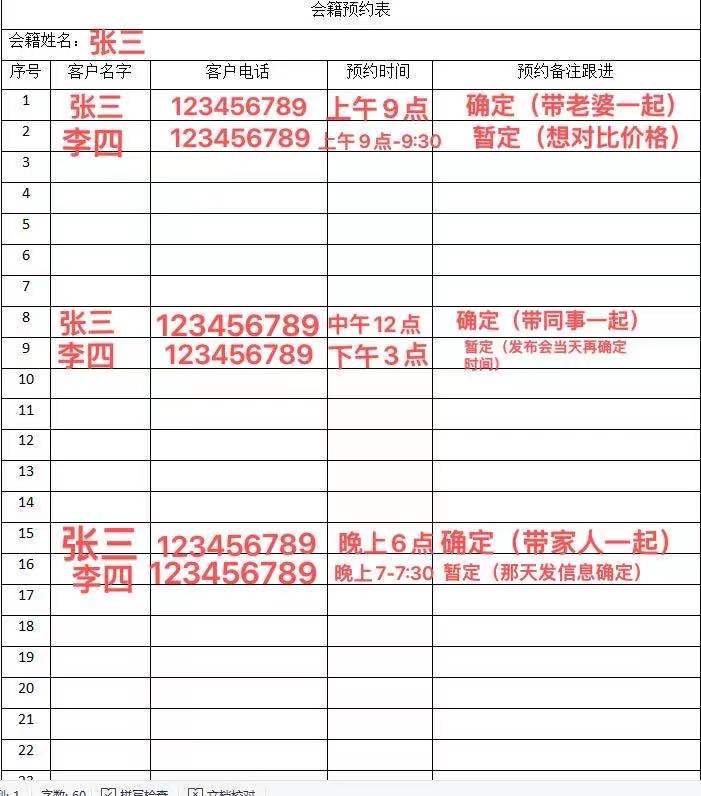 会籍预约表
会籍姓名：张三
序号 客户名字 客户电话 预约时间 预约备注跟进
1 张三 123456789 上午9点 确定（带老婆一起）
2 李四 123456789 上午9点-9:30 暂定（想对比价格）
3
4
5
6
7
8 张三 123456789 中午12点 确定（带同事一起）
9 李四 123456789 下午3点 暂定（发布会当天再确定
时间）
10
11
12
13
14
15 张三 123456789 晚上6点 确定（带家人一起）
16 李四 123456789 晚上7-7:30 暂定（那天发信息确定）
17
18
19
20
21
22
字数: 60 拼写检查 文档校对